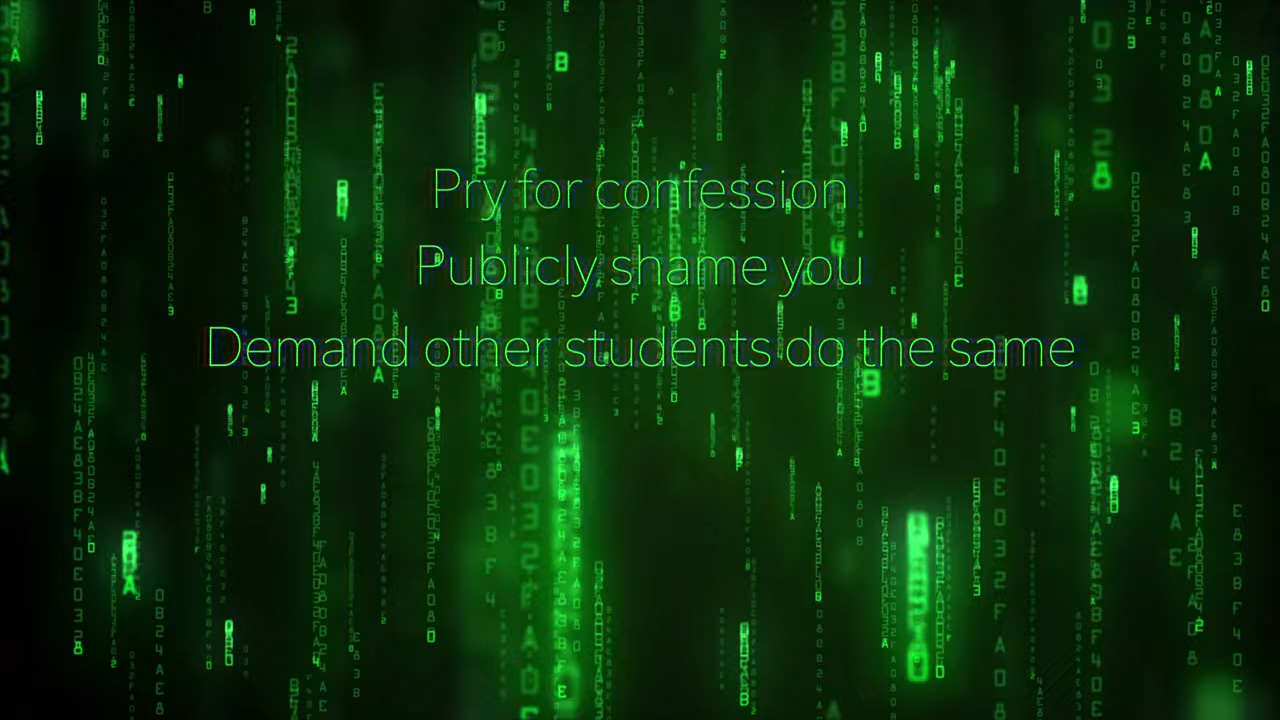 Pry for confession
Publicly shame you
Demand other students do the same